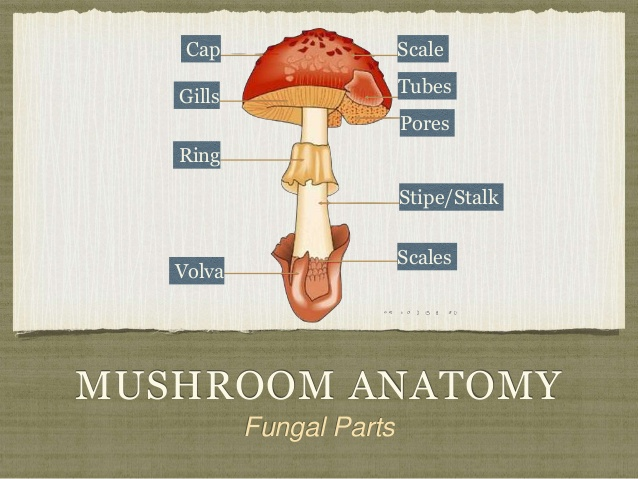 Cap
Scale
Gills
Tubes
Pores
Ring
Stipe/Stalk
Volva
Scales
MUSHROOM ANATOMY
Fungal Parts